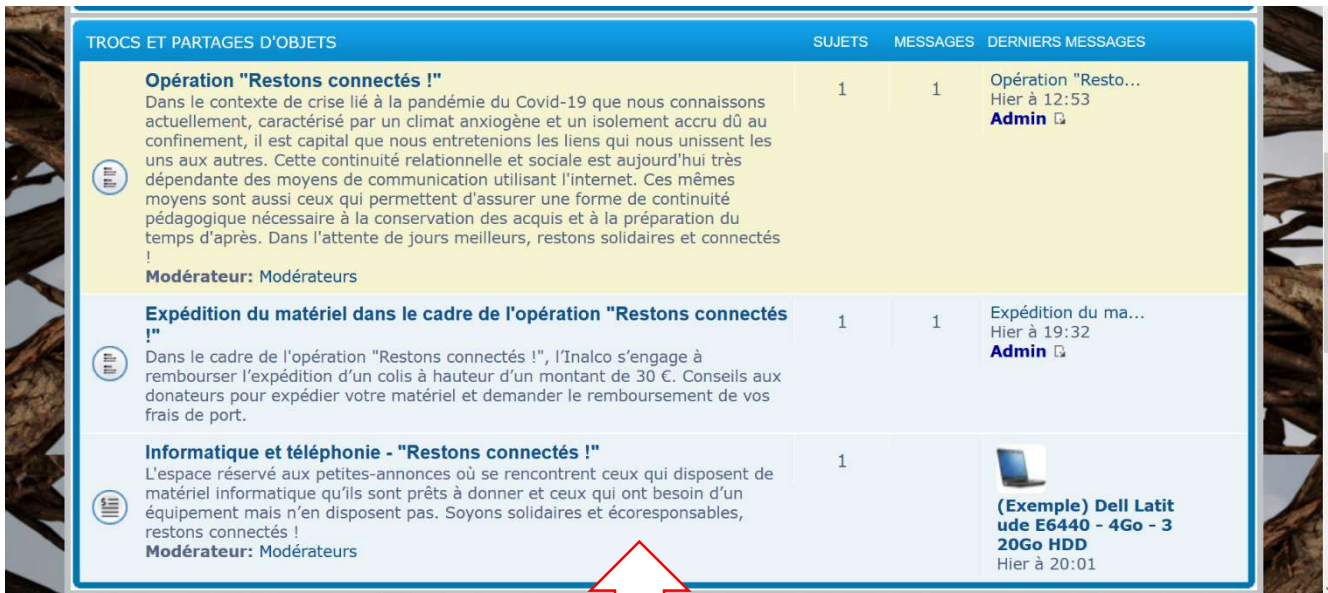 TROCS ET PARTAGES D'OBJETS SUJETS MESSAGES DERNIERS MESSAGES
Opération "Restons connectés !"
Dans le contexte de crise lié à la pandémie du Covid-19 que nous connaissons
actuellement, caractérisé par un climat anxiogène et un isolement accru dû au
confinement, il est capital que nous entretenions les liens qui nous unissent les
uns aux autres. Cette continuité relationnelle et sociale est aujourd'hui très
dépendante des moyens de communication utilisant l'internet. Ces mêmes
moyens sont aussi ceux qui permettent d'assurer une forme de continuité
pédagogique nécessaire à la conservation des acquis et à la préparation du
temps d'après. Dans l'attente de jours meilleurs, restons solidaires et connectés
!
Modérateur: Modérateurs
1
1
Opération "Resto...
Hier à 12:53
Admin
Expédition du matériel dans le cadre de l'opération "Restons connectés
!"
Dans le cadre de l'opération "Restons connectés !", l’Inalco s’engage à
rembourser l’expédition d’un colis à hauteur d’un montant de 30 €. Conseils aux
donateurs pour expédier votre matériel et demander le remboursement de vos
frais de port.
1
1
Expédition du ma...
Hier à 19:32
Admin
Informatique et téléphonie - "Restons connectés !"
L'espace réservé aux petites-annonces où se rencontrent ceux qui disposent de
matériel informatique qu’ils sont prêts à donner et ceux qui ont besoin d’un
équipement mais n’en disposent pas. Soyons solidaires et écoresponsables,
restons connectés !
Modérateur: Modérateurs
1
(Exemple) Dell Latit
ude E6440 - 4Go - 3
20Go HDD
Hier à 20:01